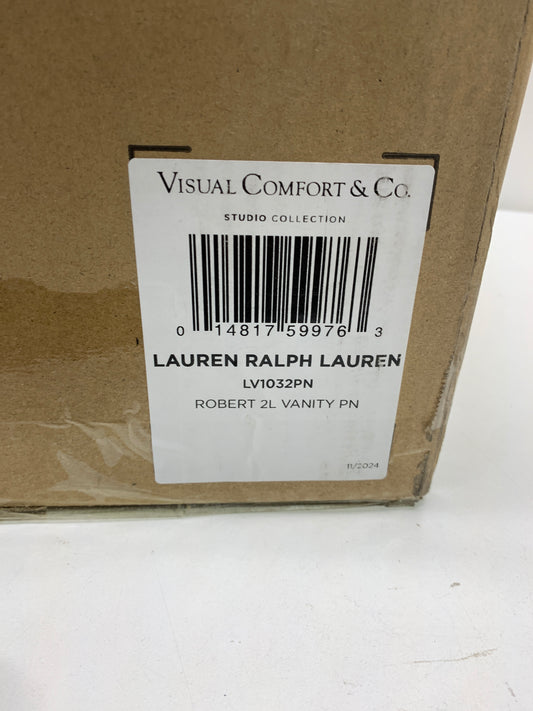 VISUAL COMFORT & CO.
STUDIO COLLECTION
0 14817 59976 3
LAUREN RALPH LAUREN
LV1032PN
ROBERT 2L VANITY PN
11/2024